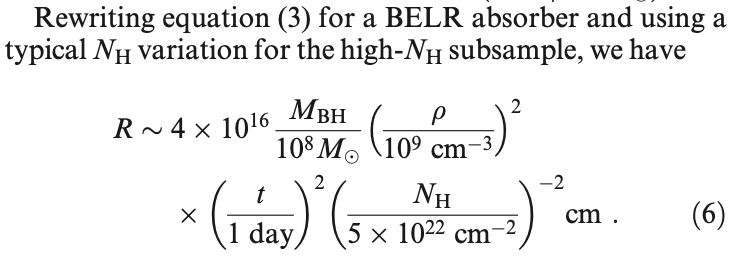 Rewriting equation (3) for a BELR absorber and using a
typical N_H variation for the high-N_H subsample, we have
R ∼ 4 × 10^16 M_BH / 10^8 M_⊙ (ρ / 10^9 cm^−3)^2
× (t / 1 day)^2 (N_H / 5 × 10^22 cm^−2)^−2 cm . (6)